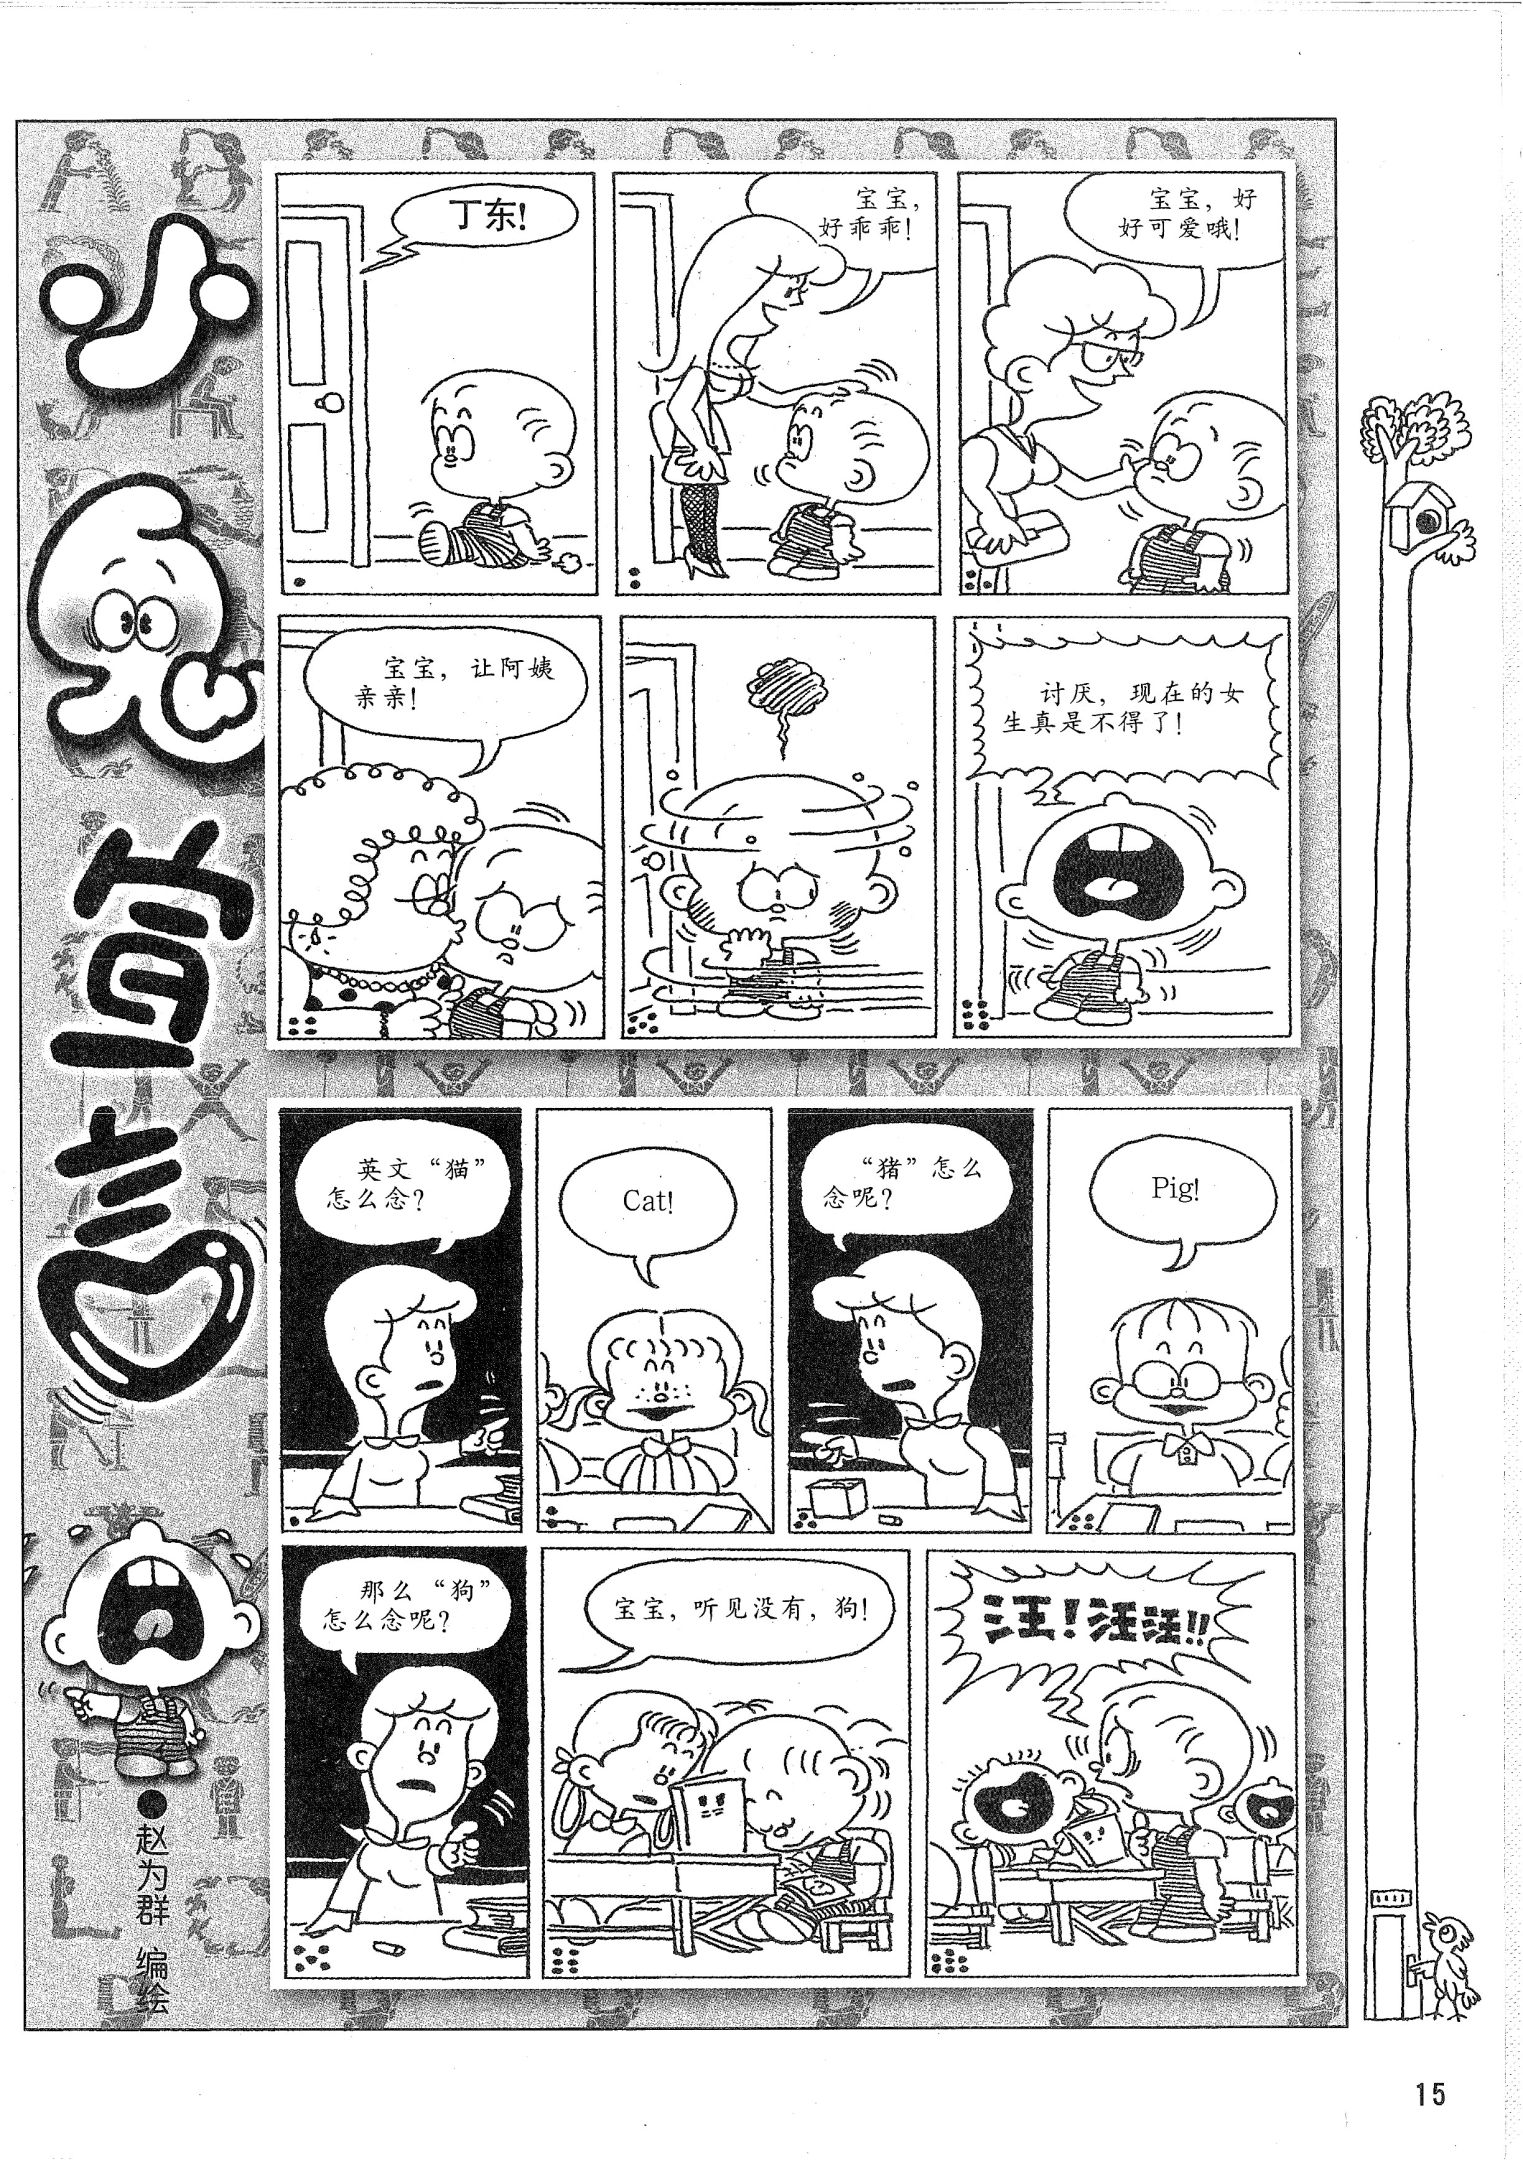 小儿宣言
丁东!
宝宝,
好乖乖!
宝宝，好
好可爱哦!
宝宝，让阿姨
亲亲!
讨厌，现在的女
生真是不得了!
英文“猫”
怎么念?
Cat!
“猪”怎么
念呢?
Pig!
那么“狗”
怎么念呢?
宝宝，听见没有，狗!
汪!汪汪!!
●赵为群 编绘
15